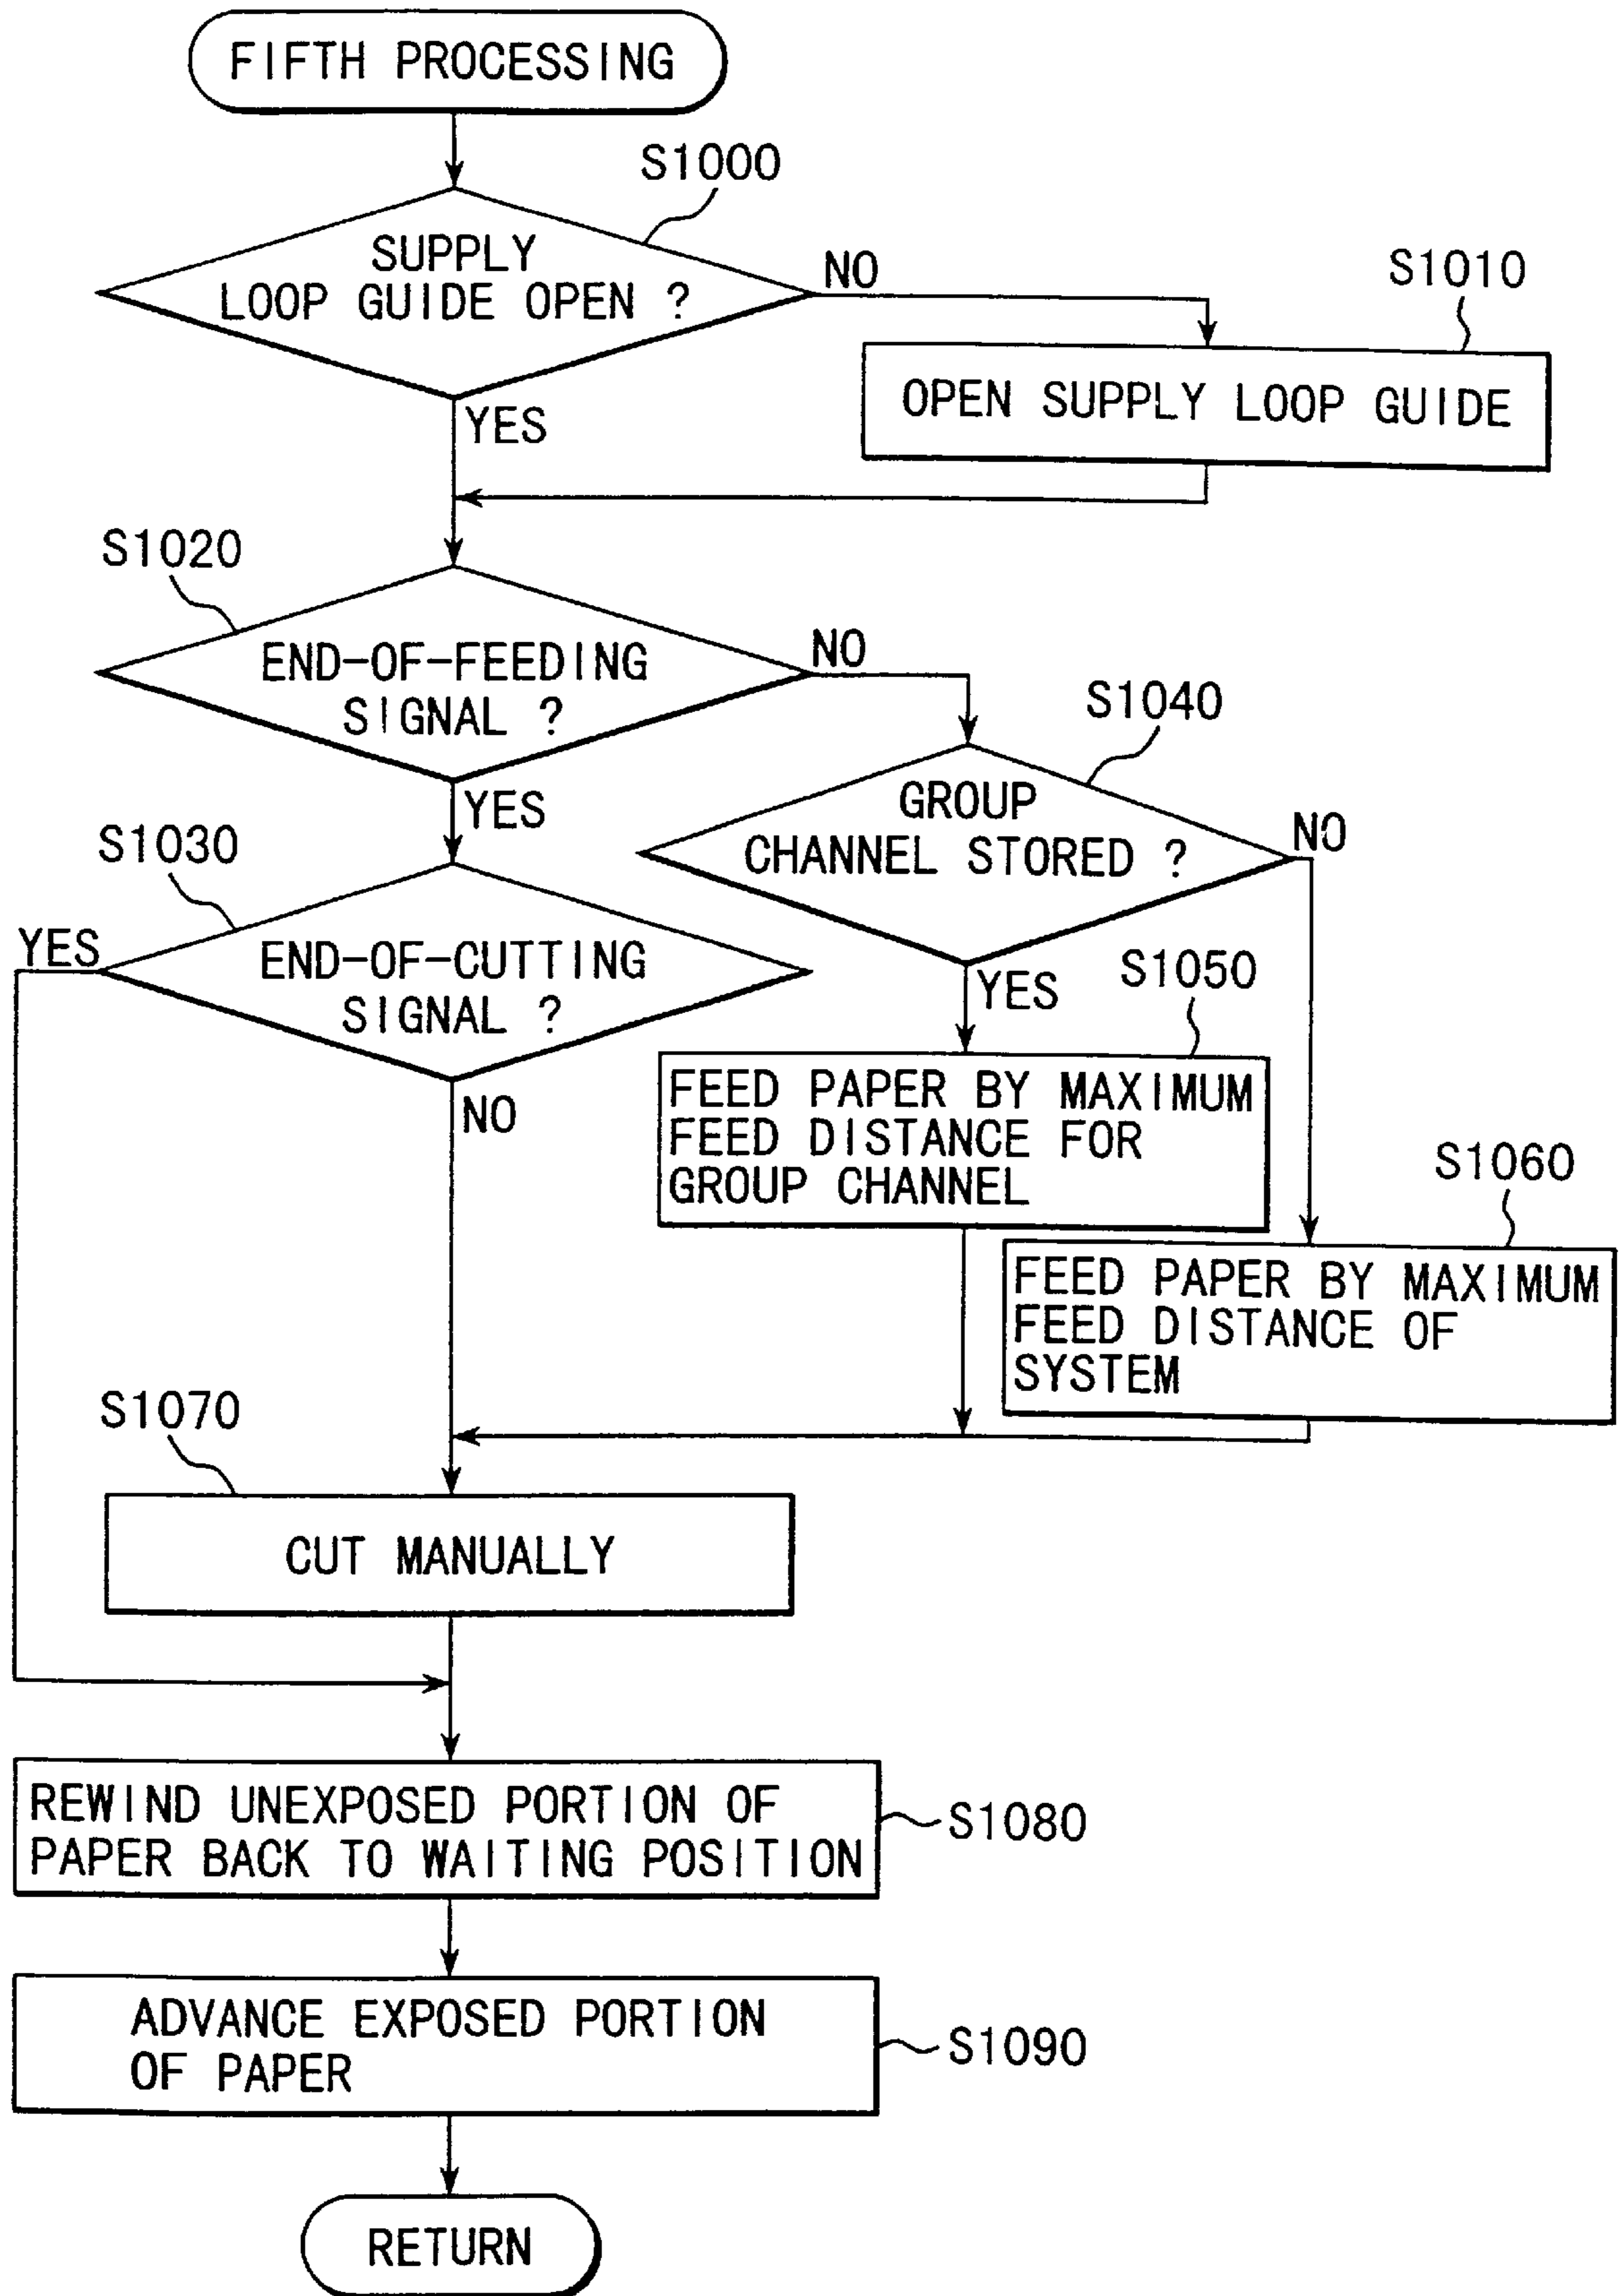 FIFTH PROCESSING
S1000
SUPPLY
LOOP GUIDE OPEN ?
NO
S1010
OPEN SUPPLY LOOP GUIDE
YES
S1020
END-OF-FEEDING
SIGNAL ?
NO
S1040
GROUP
CHANNEL STORED ?
NO
YES
S1030
YES
END-OF-CUTTING
SIGNAL ?
YES
S1050
FEED PAPER BY MAXIMUM
FEED DISTANCE FOR
GROUP CHANNEL
NO
S1060
FEED PAPER BY MAXIMUM
FEED DISTANCE OF
SYSTEM
S1070
CUT MANUALLY
REWIND UNEXPOSED PORTION OF
PAPER BACK TO WAITING POSITION
S1080
ADVANCE EXPOSED PORTION
OF PAPER
S1090
RETURN